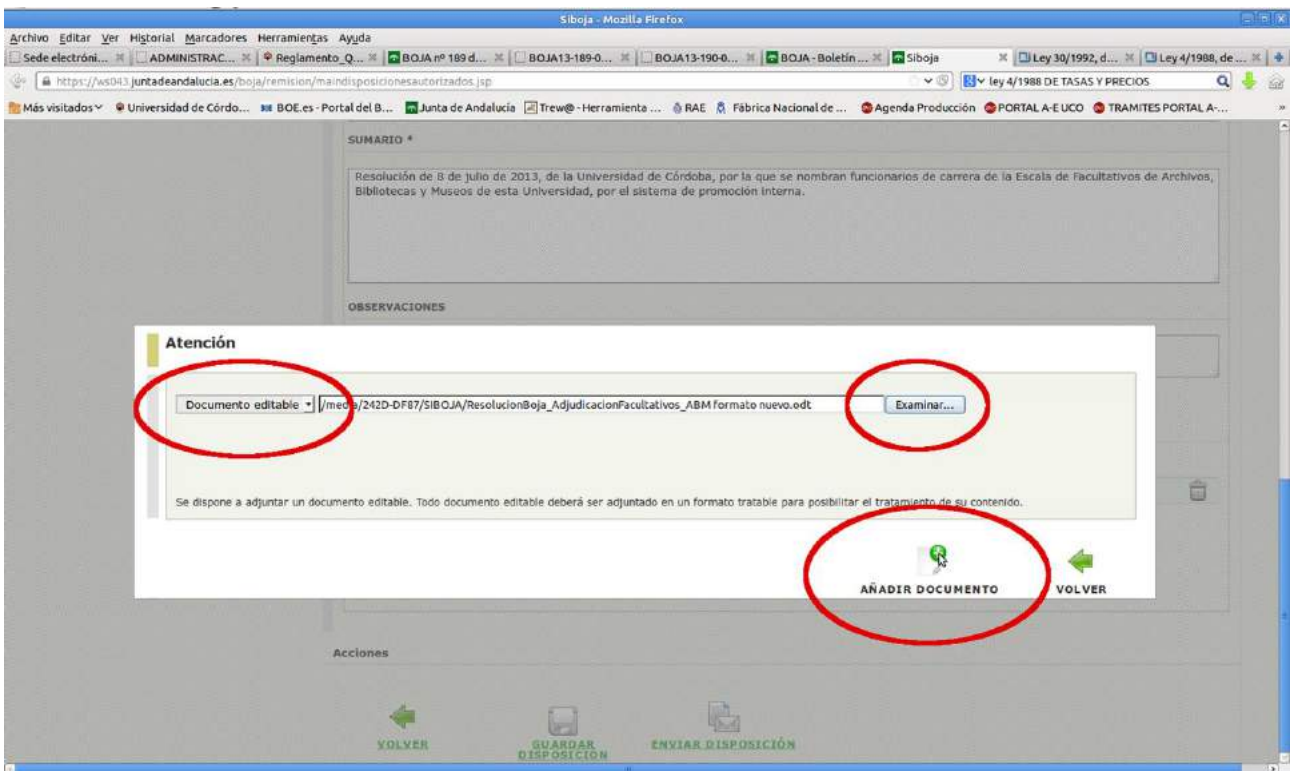 Siboja - Mozilla Firefox
Archivo Editar Ver Historial Marcadores Herramientas Ayuda
Sede electróni... ADMINISTRAC... Reglamento_Q... BOJA nº 189 d... BOJA13-189-0... BOJA13-190-0... BOJA - Boletín ... Siboja Ley 30/1992, d... Ley 4/1988, de ...
https://ws043.juntadeandalucia.es/boja/remision/maindisposicionesautorizados.jsp ley 4/1988 DE TASAS Y PRECIOS
Más visitados Universidad de Córdo... BOE.es - Portal del B... Junta de Andalucía Trew@ - Herramienta ... RAE Fábrica Nacional de ... Agenda Producción PORTAL A-E UCO TRAMITES PORTAL A-...
SUMARIO *
Resolución de 8 de julio de 2013, de la Universidad de Córdoba, por la que se nombran funcionarios de carrera de la Escala de Facultativos de Archivos,
Bibliotecas y Museos de esta Universidad, por el sistema de promoción interna.
OBSERVACIONES
Atención
Documento editable /media/242D-DF87/SIBOJA/ResolucionBoja_AdjudicacionFacultativos_ABM formato nuevo.odt Examinar...
Se dispone a adjuntar un documento editable. Todo documento editable deberá ser adjuntado en un formato tratable para posibilitar el tratamiento de su contenido.
AÑADIR DOCUMENTO VOLVER
Acciones
VOLVER GUARDAR DISPOSICIÓN ENVIAR DISPOSICIÓN